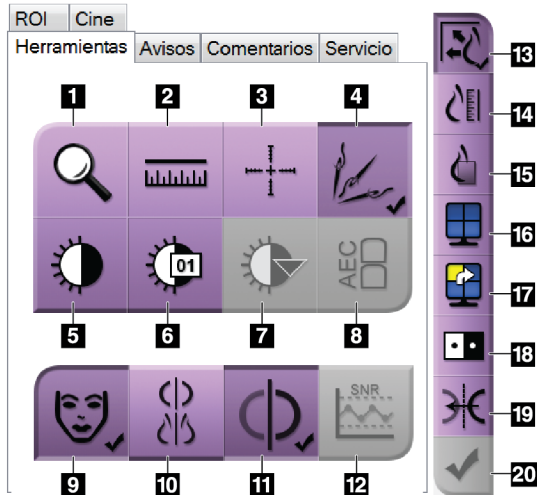 ROI Cine
Herramientas Avisos Comentarios Servicio
1 2 3 4
01
AEC
5 6 7 8
SNR
9 10 11 12
13
14
15
16
17
18
19
20